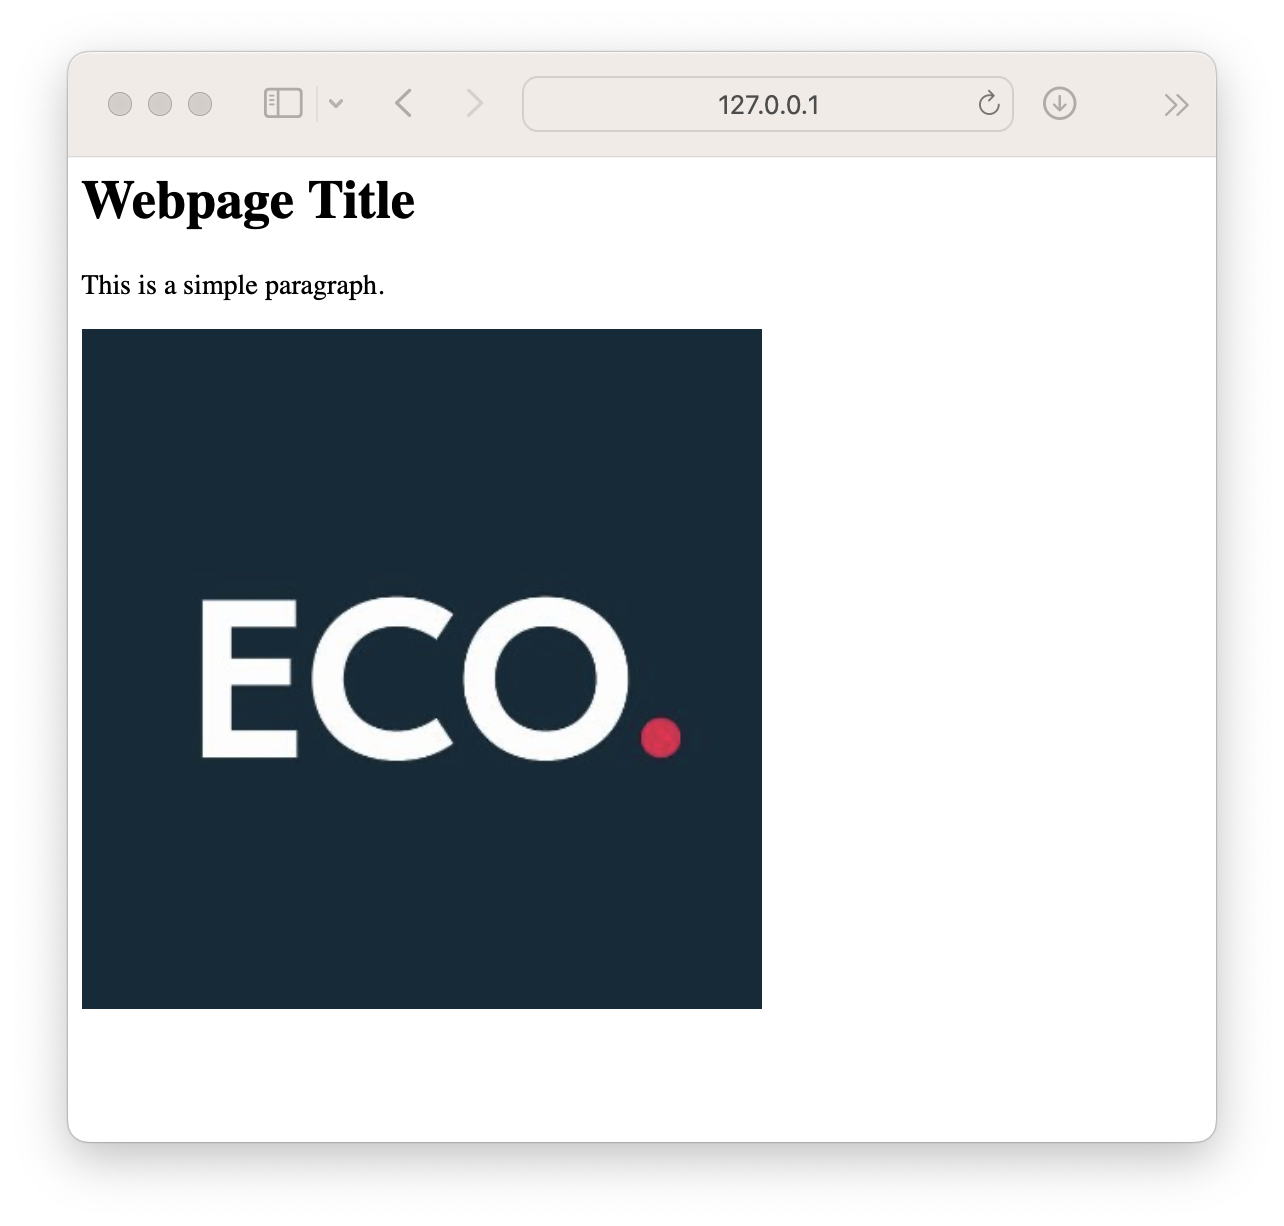 127.0.0.1
Webpage Title
This is a simple paragraph.
ECO.